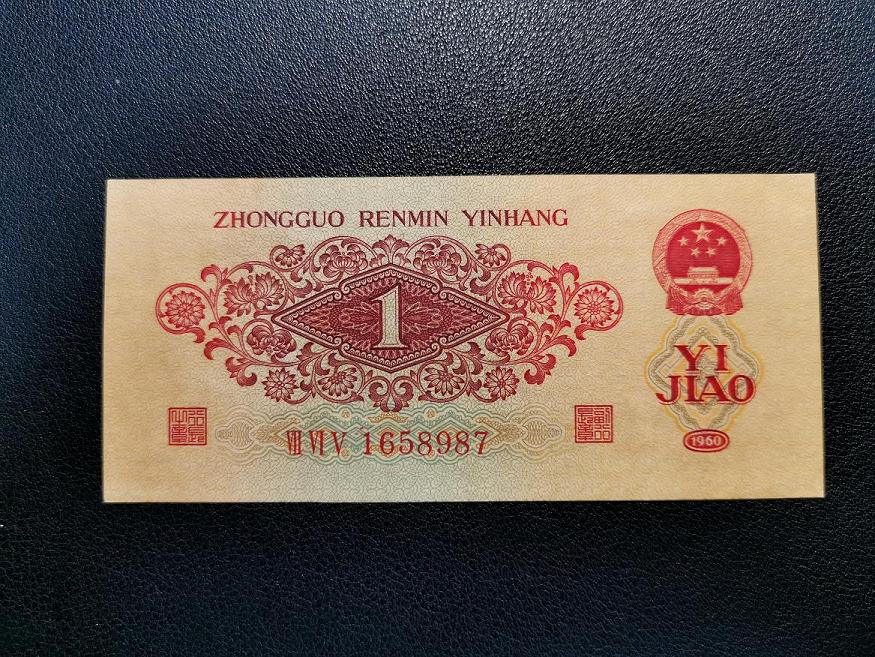 ZHONGGUO RENMIN YINHANG
1
YI
JIAO
VIII VI V 1658987
1960